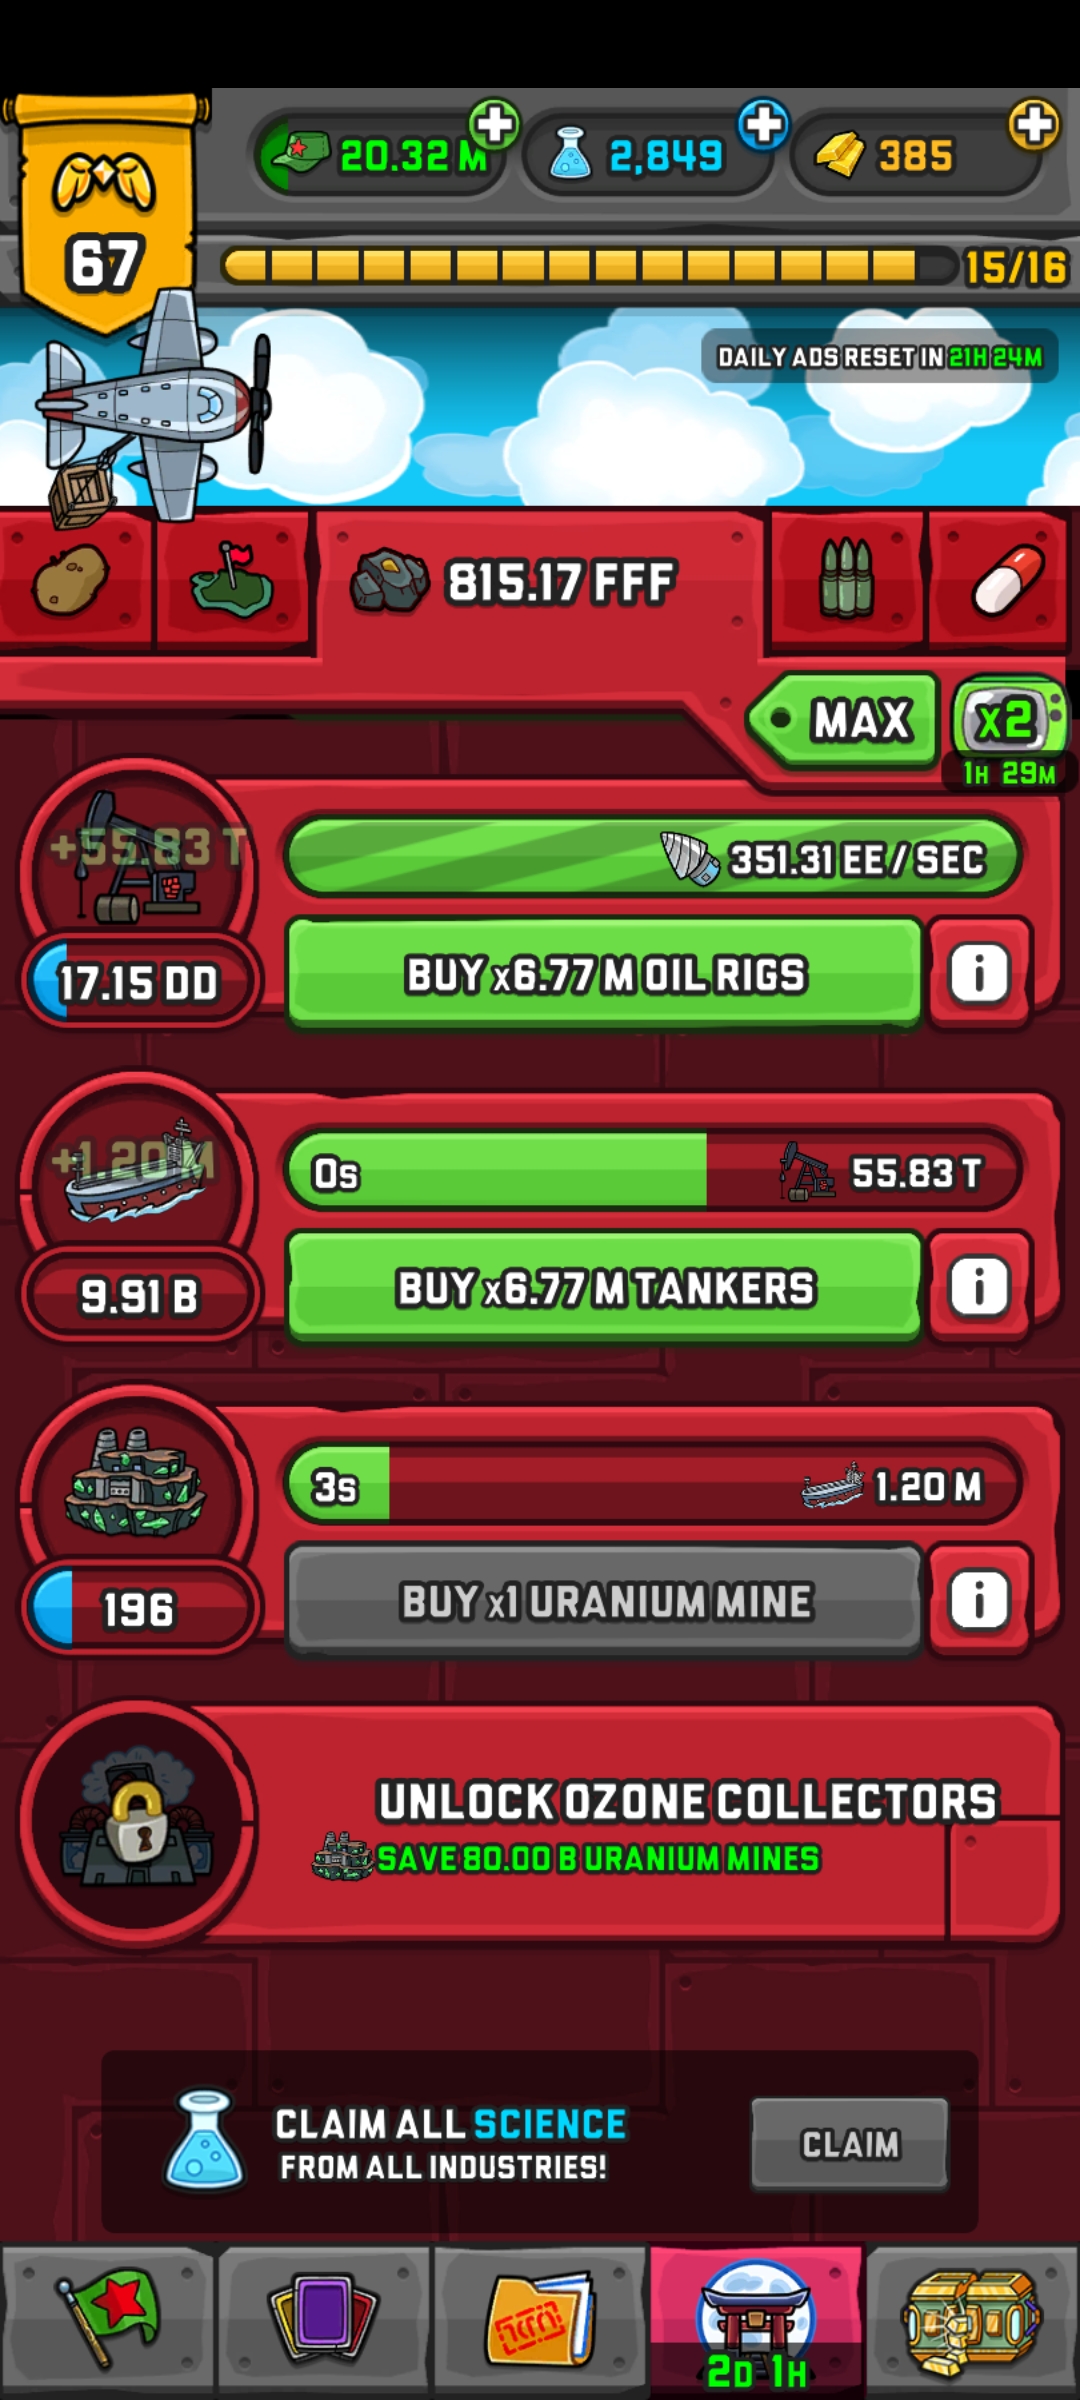 20.32 M
2,849
385
67
15/16
DAILY ADS RESET IN 21H 24M
815.17 FFF
MAX
x2
1H 29M
+55.83 T
351.31 EE / SEC
17.15 DD
BUY x6.77 M OIL RIGS
i
+1.20 M
0s
55.83 T
9.91 B
BUY x6.77 M TANKERS
i
3s
1.20 M
196
BUY x1 URANIUM MINE
i
UNLOCK OZONE COLLECTORS
SAVE 80.00 B URANIUM MINES
CLAIM ALL SCIENCE
FROM ALL INDUSTRIES!
CLAIM
2D 1H